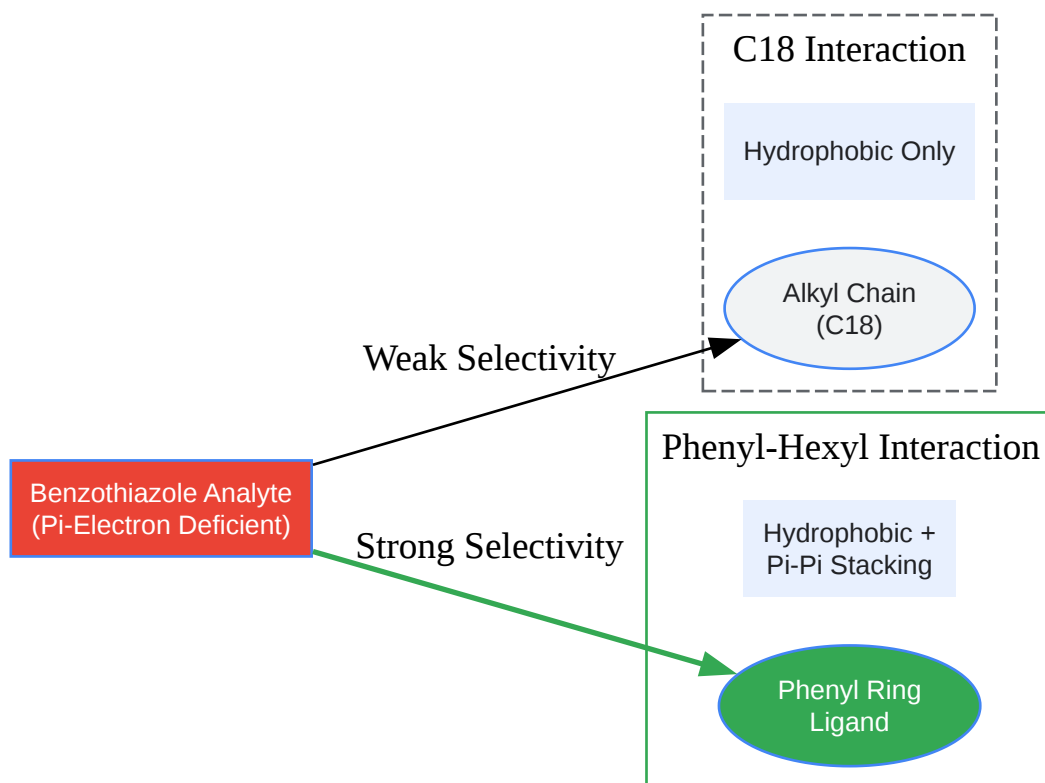 C18 Interaction
Hydrophobic Only
Alkyl Chain
(C18)
Weak Selectivity
Phenyl-Hexyl Interaction
Benzothiazole Analyte
(Pi-Electron Deficient)
Strong Selectivity
Hydrophobic +
Pi-Pi Stacking
Phenyl Ring
Ligand